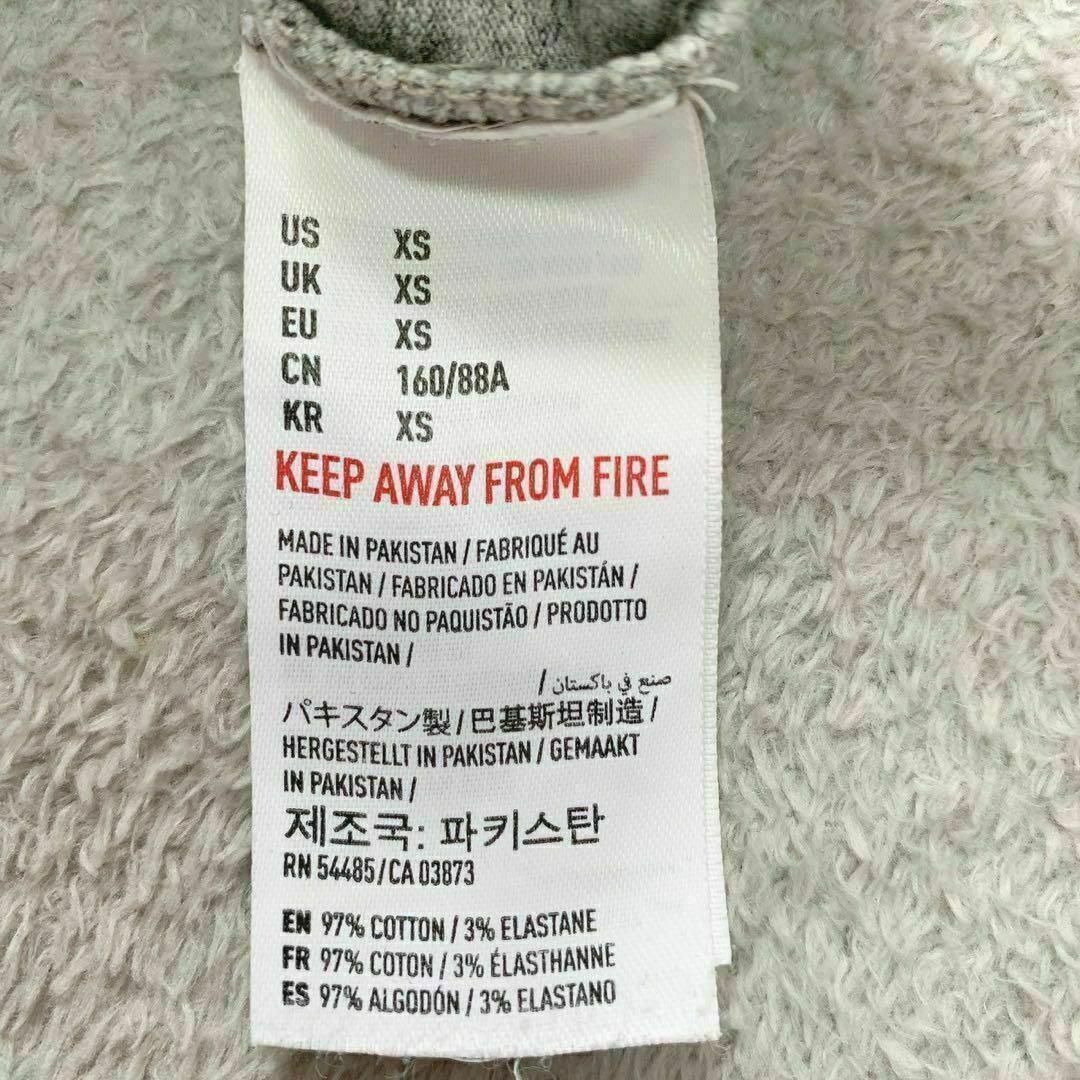 US XS
UK XS
EU XS
CN 160/88A
KR XS
KEEP AWAY FROM FIRE
MADE IN PAKISTAN / FABRIQUÉ AU
PAKISTAN / FABRICADO EN PAKISTÁN /
FABRICADO NO PAQUISTÃO / PRODOTTO
IN PAKISTAN /
صنع في باكستان /
パキスタン製 / 巴基斯坦制造 /
HERGESTELLT IN PAKISTAN / GEMAAKT
IN PAKISTAN /
제조국: 파키스탄
RN 54485 / CA 03873
EN 97% COTTON / 3% ELASTANE
FR 97% COTON / 3% ÉLASTHANNE
ES 97% ALGODÓN / 3% ELASTANO